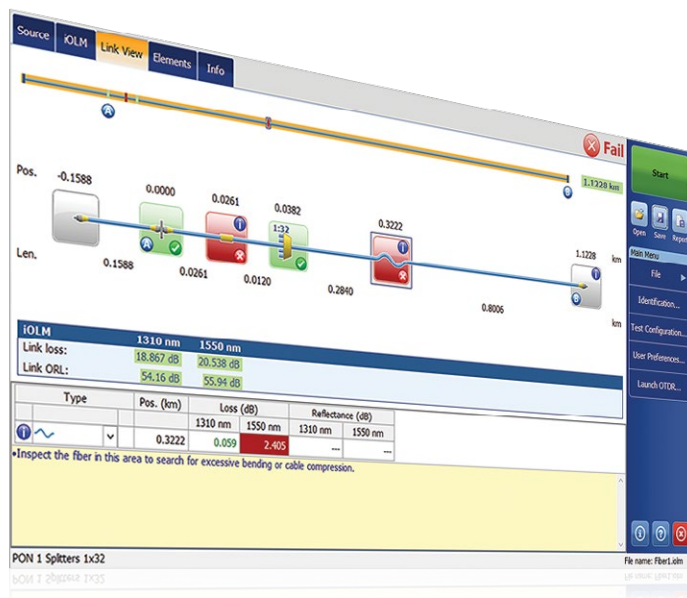 Source iOLM Link View Elements Info
Fail
1.1228 km
Start
Open Save Report
Main Menu
File
Identification...
Test Configuration...
User Preferences...
Launch OTDR...
Pos. -0.1588 0.0000 0.0261 0.0382 0.3222 1.1228 km
A B
1:32
Len. 0.1588 0.0261 0.0120 0.2840 0.8006 km
iOLM 1310 nm 1550 nm
Link loss: 18.867 dB 20.538 dB
Link ORL: 54.16 dB 55.94 dB
Type Pos. (km) Loss (dB) Reflectance (dB)
1310 nm 1550 nm 1310 nm 1550 nm
0.3222 0.059 2.405 --- ---
•Inspect the fiber in this area to search for excessive bending or cable compression.
PON 1 Splitters 1x32 File name: Fiber1.iolm